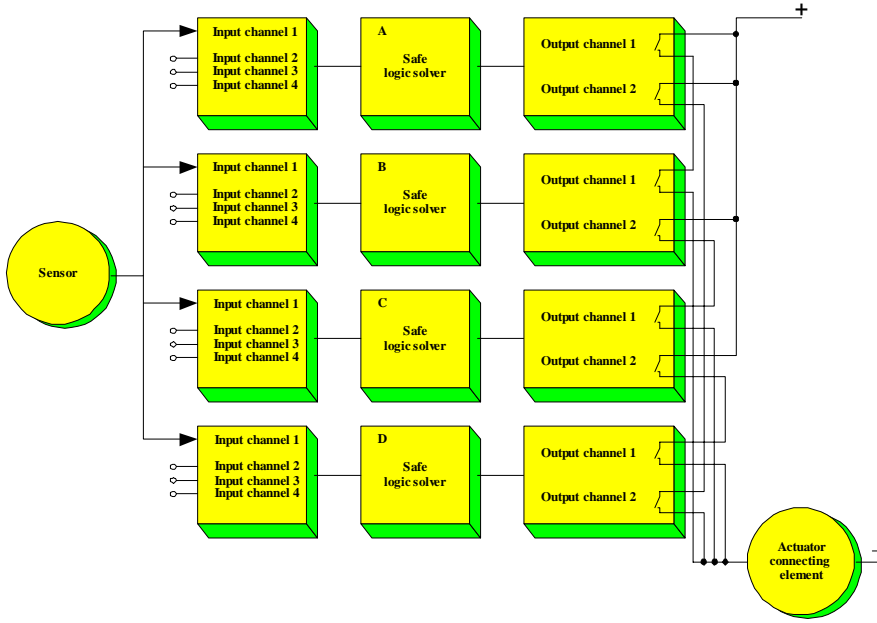 +
Input channel 1
Input channel 2
Input channel 3
Input channel 4
A
Safe
logic solver
Output channel 1
Output channel 2
Input channel 1
Input channel 2
Input channel 3
Input channel 4
B
Safe
logic solver
Output channel 1
Output channel 2
Sensor
Input channel 1
Input channel 2
Input channel 3
Input channel 4
C
Safe
logic solver
Output channel 1
Output channel 2
Input channel 1
Input channel 2
Input channel 3
Input channel 4
D
Safe
logic solver
Output channel 1
Output channel 2
Actuator
connecting
element
-